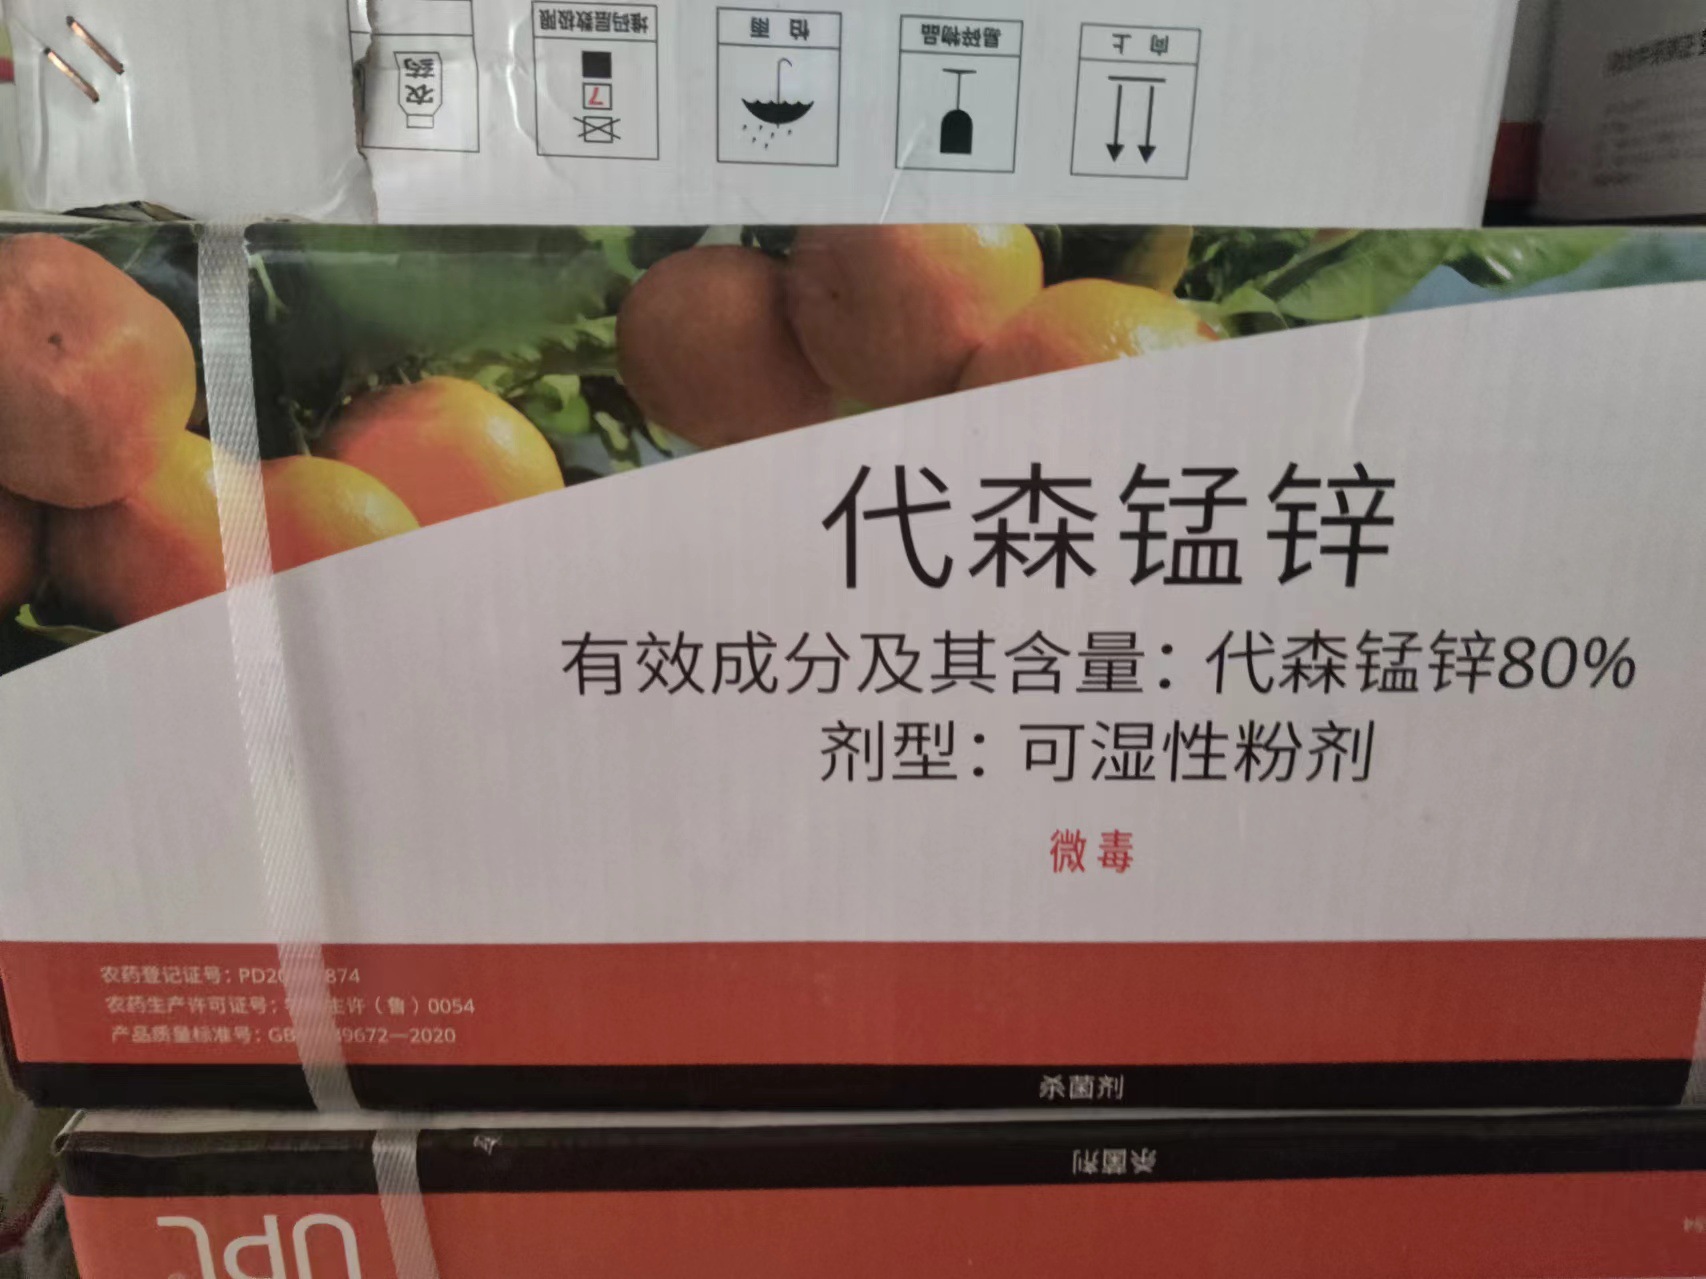 农药
堆码层数极限
7
怕雨
易碎物品
向上
代森锰锌
有效成分及其含量：代森锰锌80%
剂型：可湿性粉剂
微毒
农药登记证号：PD20 874
农药生产许可证号： 生许（鲁）0054
产品质量标准号：GB 39672—2020
杀菌剂
杀菌剂
UPL